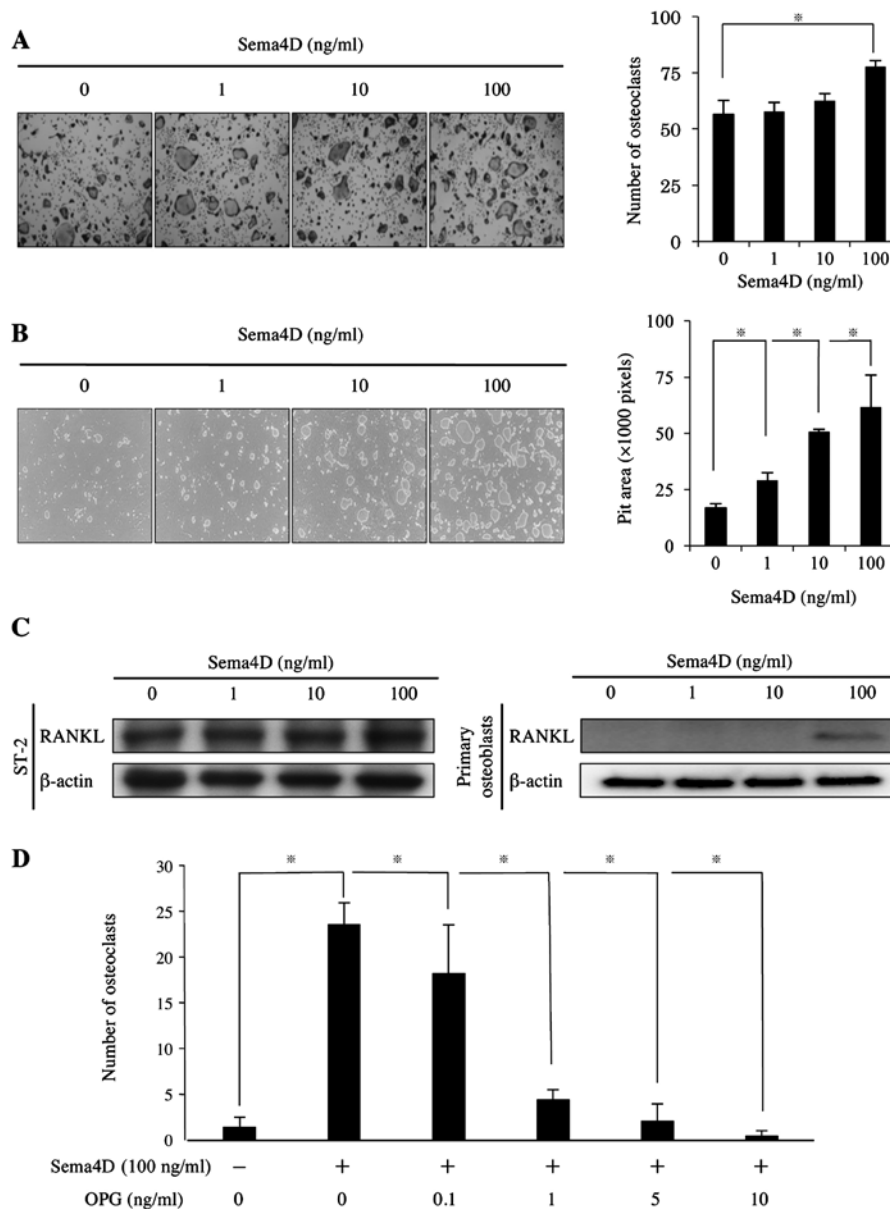 A
Sema4D (ng/ml)
0 1 10 100
※
Number of osteoclasts
100
75
50
25
0
0 1 10 100
Sema4D (ng/ml)
B
Sema4D (ng/ml)
0 1 10 100
※ ※ ※
Pit area (×1000 pixels)
100
75
50
25
0
0 1 10 100
Sema4D (ng/ml)
C
Sema4D (ng/ml)
0 1 10 100
ST-2
RANKL
β-actin
Sema4D (ng/ml)
0 1 10 100
Primary
osteoblasts
RANKL
β-actin
D
※ ※ ※ ※ ※
Number of osteoclasts
30
25
20
15
10
5
0
Sema4D (100 ng/ml) − + + + + +
OPG (ng/ml) 0 0 0.1 1 5 10